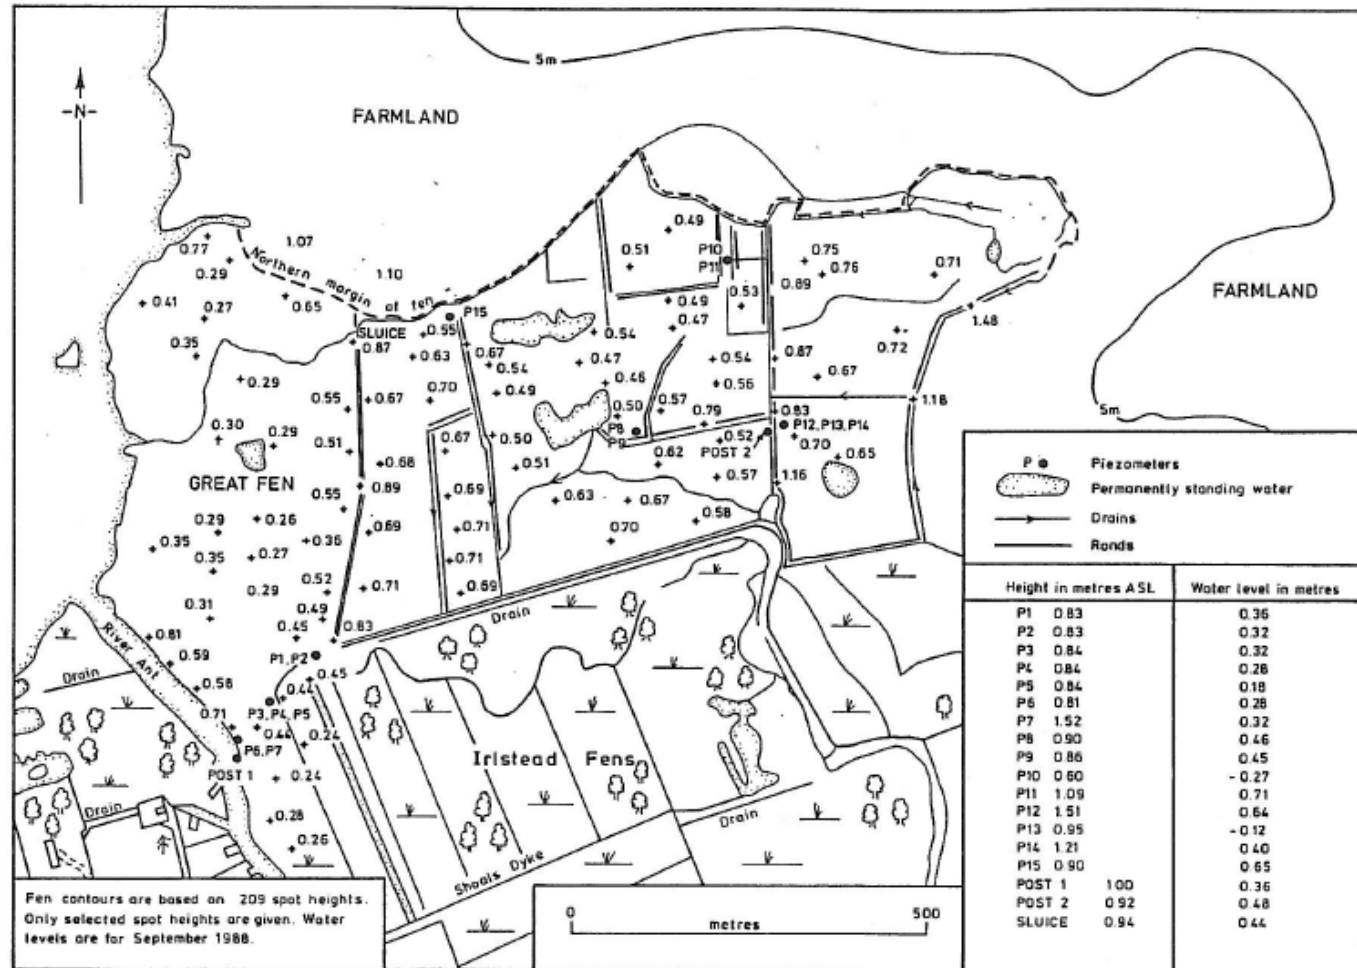 5m
-N-
FARMLAND
0.49
0.77
1.07
0.51
P10
0.75
Northern margin of fen
P11
0.76
0.71
0.29
1.10
0.89
FARMLAND
0.41
0.27
0.65
0.49
0.53
P15
SLUICE
0.55
0.47
1.48
0.54
0.35
0.87
0.67
0.63
0.54
0.47
0.54
0.87
0.72
0.29
0.46
0.56
0.67
0.55
0.67
0.70
0.49
0.50
0.57
0.79
0.83
1.18
5m
0.30
0.29
0.51
0.67
0.50
P8
P9
0.52
P12,P13,P14
POST 2
0.70
0.68
0.51
0.62
0.65
GREAT FEN
0.89
0.57
1.16
0.55
0.69
0.63
0.67
0.58
0.29
0.26
0.69
0.71
0.70
0.35
0.36
0.35
0.27
0.71
0.29
0.52
0.71
0.69
0.31
0.49
Drain
0.45
0.83
0.81
River Ant
0.59
P1,P2
0.45
Drain
0.58
0.44
P3,P4,P5
0.71
0.44
0.24
P6,P7
Irlstead Fens
POST 1
0.24
Drain
0.28
Drain
0.26
Shoals Dyke
P Piezometers
Permanently standing water
Drains
Ronds
Height in metres ASL Water level in metres
P1 0.83 0.36
P2 0.83 0.32
P3 0.84 0.32
P4 0.84 0.28
P5 0.84 0.18
P6 0.81 0.28
P7 1.52 0.32
P8 0.90 0.46
P9 0.86 0.45
P10 0.60 -0.27
P11 1.09 0.71
P12 1.51 0.64
P13 0.95 -0.12
P14 1.21 0.40
P15 0.90 0.65
POST 1 1.00 0.36
POST 2 0.92 0.48
SLUICE 0.94 0.44
Fen contours are based on 209 spot heights.
Only selected spot heights are given. Water
levels are for September 1988.
0 500
metres